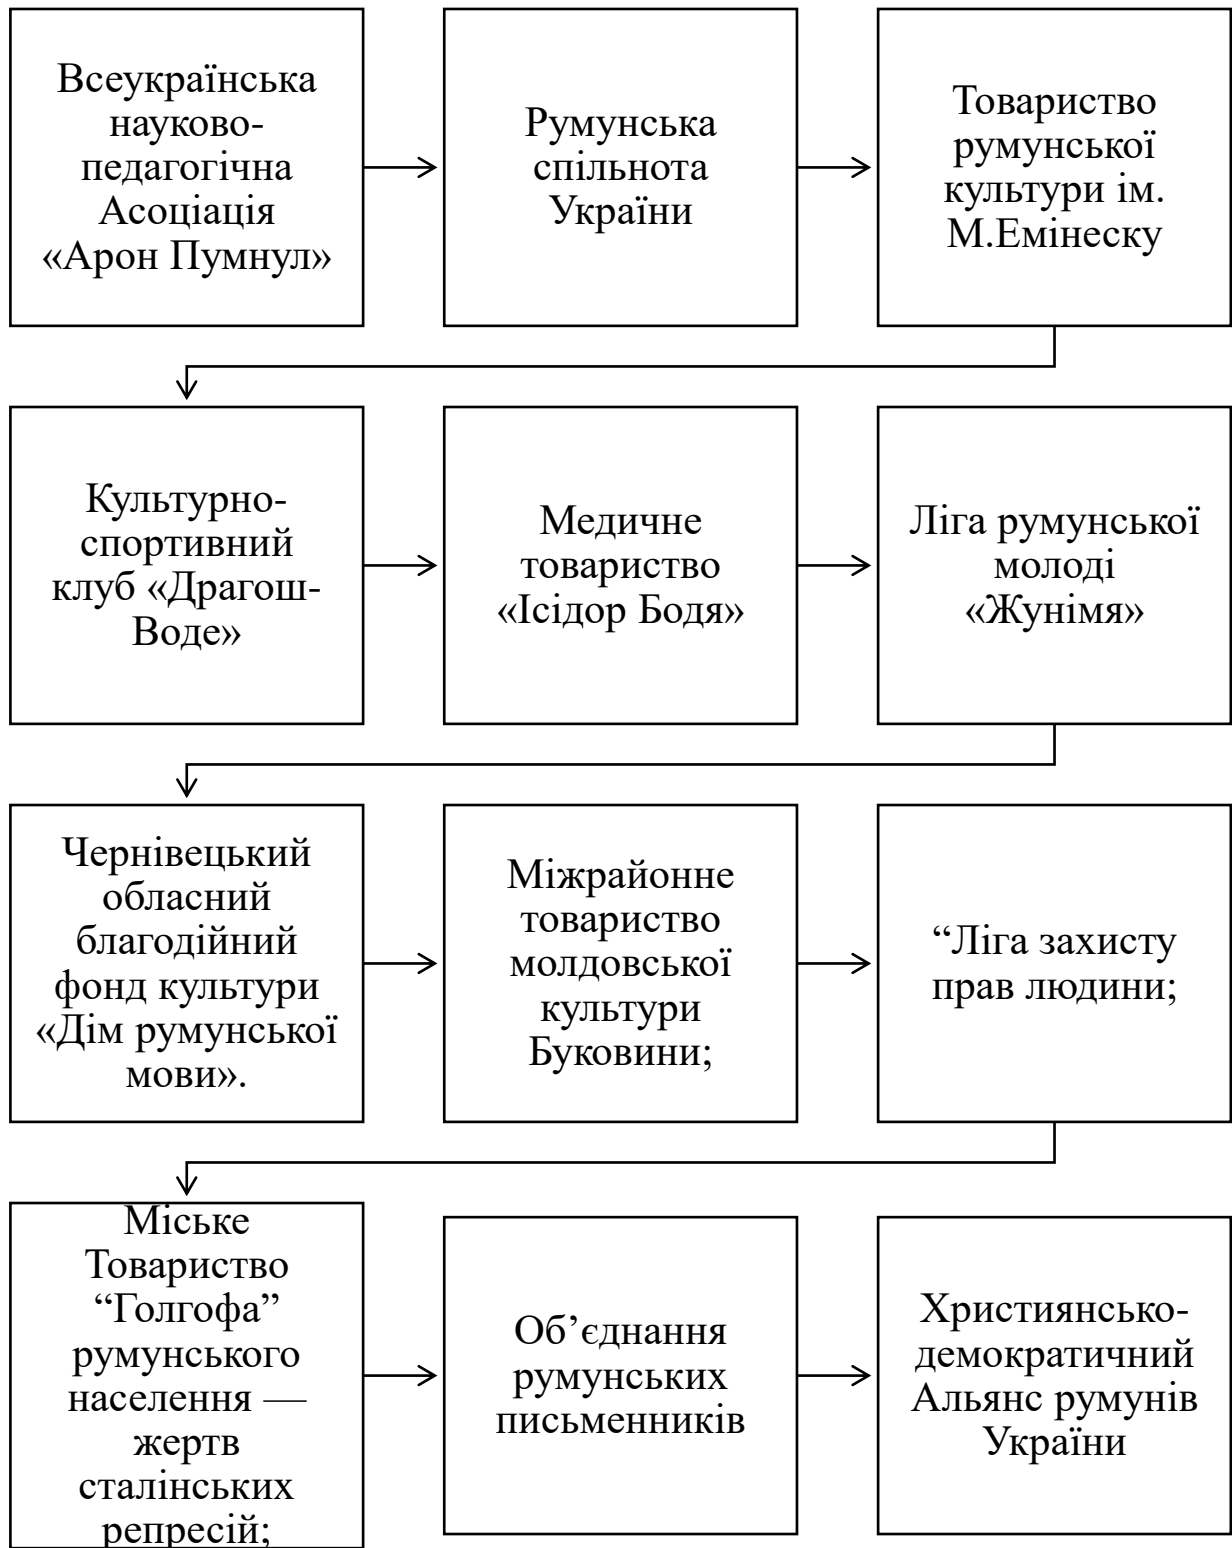 Всеукраїнська
науково-
педагогічна
Асоціація
«Арон Пумнул»
Румунська
спільнота
України
Товариство
румунської
культури ім.
М.Емінеску
Культурно-
спортивний
клуб «Драгош-
Воде»
Медичне
товариство
«Ісідор Бодя»
Ліга румунської
молоді
«Жунімя»
Чернівецький
обласний
благодійний
фонд культури
«Дім румунської
мови».
Міжрайонне
товариство
молдовської
культури
Буковини;
“Ліга захисту
прав людини;
Міське
Товариство
“Голгофа”
румунського
населення —
жертв
сталінських
репресій;
Об’єднання
румунських
письменників
Християнсько-
демократичний
Альянс румунів
України